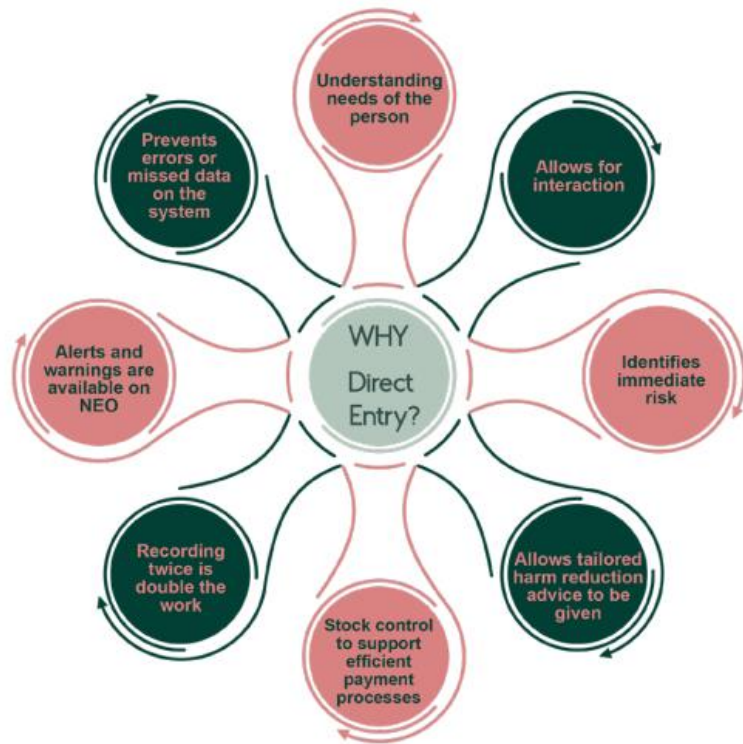 WHY
Direct
Entry?
Understanding
needs of the
person
Allows for
interaction
Identifies
immediate
risk
Allows tailored
harm reduction
advice to be
given
Stock control
to support
efficient
payment
processes
Recording
twice is
double the
work
Alerts and
warnings are
available on
NEO
Prevents
errors or
missed data
on the
system